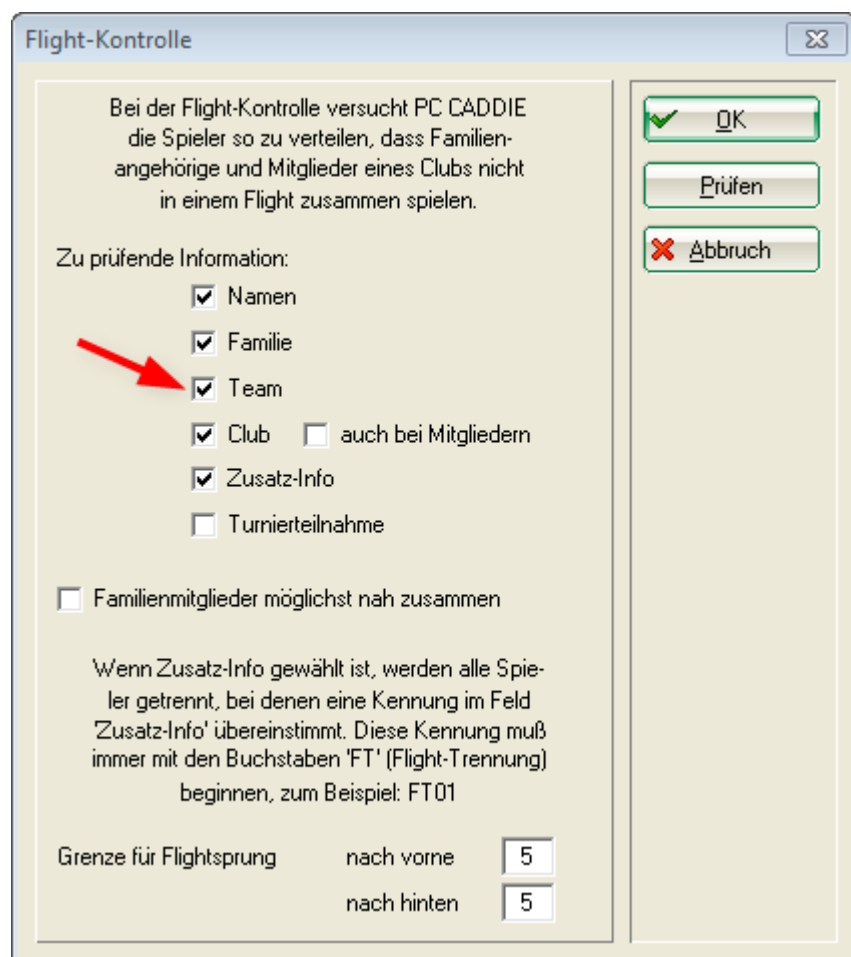 Flight-Kontrolle
Bei der Flight-Kontrolle versucht PC CADDIE
die Spieler so zu verteilen, dass Familien-
angehörige und Mitglieder eines Clubs nicht
in einem Flight zusammen spielen.
Zu prüfende Information:
Namen
Familie
Team
Club auch bei Mitgliedern
Zusatz-Info
Turnierteilnahme
Familienmitglieder möglichst nah zusammen
Wenn Zusatz-Info gewählt ist, werden alle Spie-
ler getrennt, bei denen eine Kennung im Feld
'Zusatz-Info' übereinstimmt. Diese Kennung muß
immer mit den Buchstaben 'FT' (Flight-Trennung)
beginnen, zum Beispiel: FT01
Grenze für Flightsprung nach vorne 5
nach hinten 5
OK
Prüfen
Abbruch